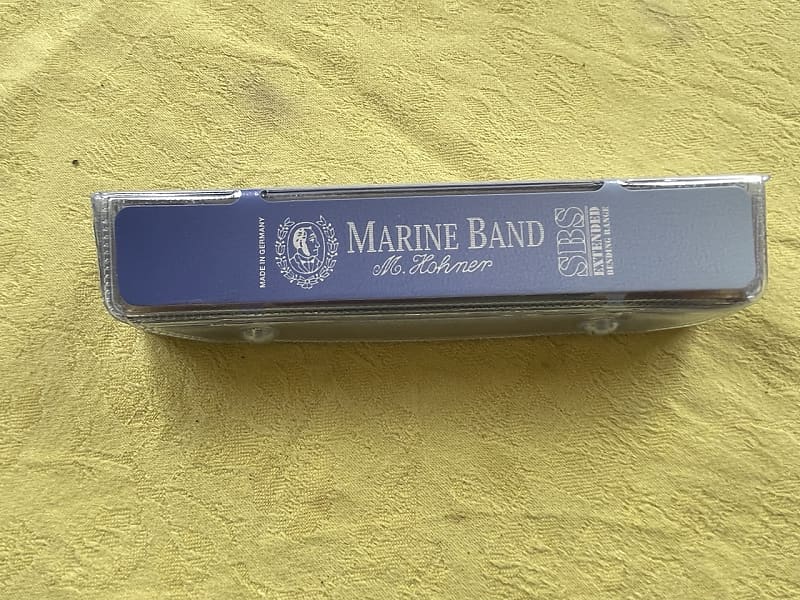 MADE IN GERMANY
MARINE BAND
M. Hohner
SBS
EXTENDED
BENDING RANGE